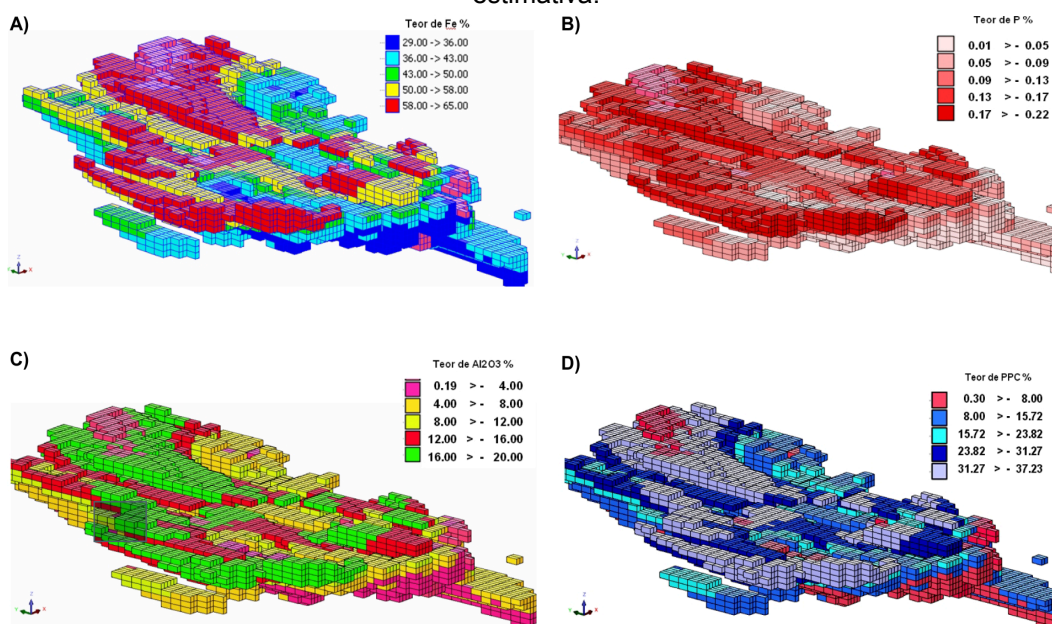 estimativa.
A)
Teor de Fe %
29.00 -> 36.00
36.00 -> 43.00
43.00 -> 50.00
50.00 -> 58.00
58.00 -> 65.00
B)
Teor de P %
0.01 >- 0.05
0.05 >- 0.09
0.09 >- 0.13
0.13 >- 0.17
0.17 >- 0.22
C)
Teor de Al2O3 %
0.19 >- 4.00
4.00 >- 8.00
8.00 >- 12.00
12.00 >- 16.00
16.00 >- 20.00
D)
Teor de PPC %
0.30 >- 8.00
8.00 >- 15.72
15.72 >- 23.82
23.82 >- 31.27
31.27 >- 37.23